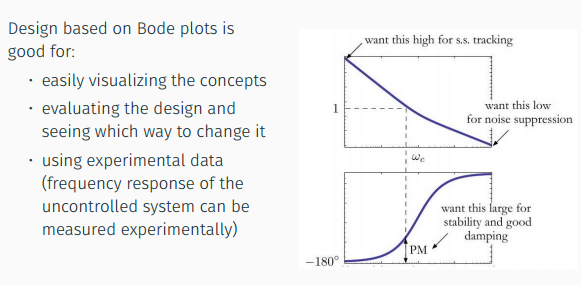 Design based on Bode plots is
good for:
· easily visualizing the concepts
· evaluating the design and
seeing which way to change it
· using experimental data
(frequency response of the
uncontrolled system can be
measured experimentally)
want this high for s.s. tracking
1
want this low
for noise suppression
ωc
want this large for
stability and good
damping
PM
−180°